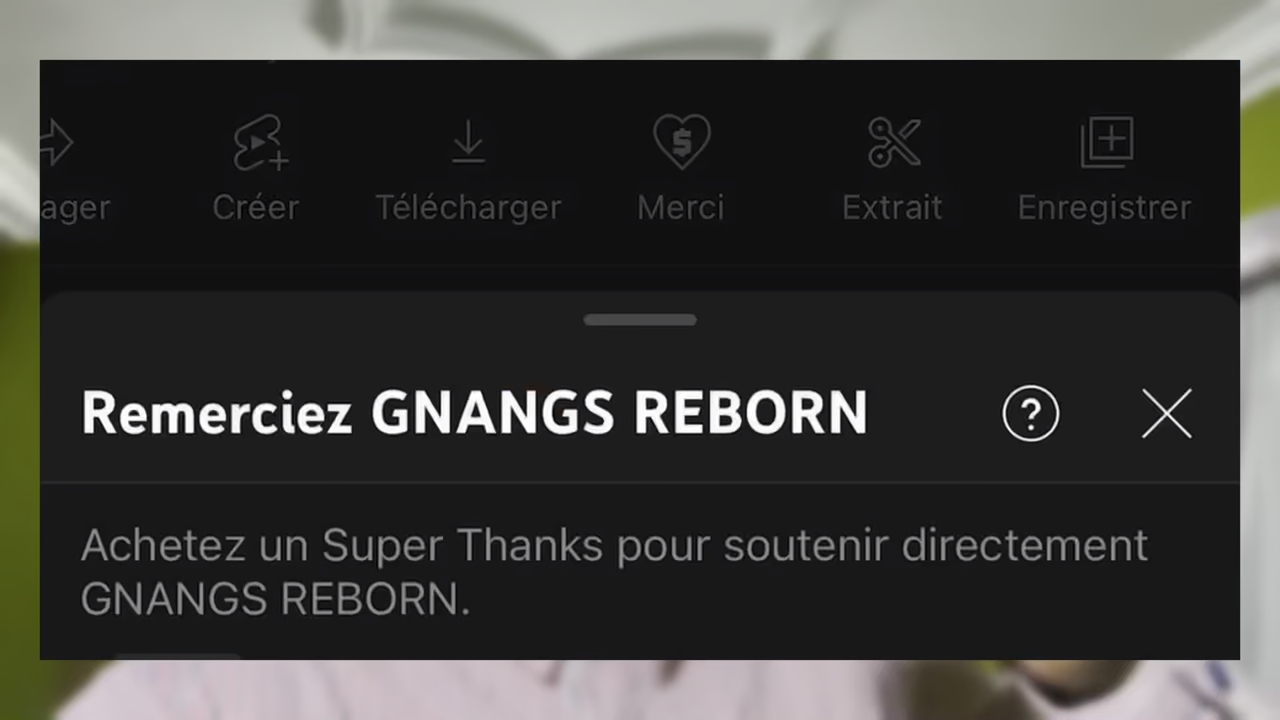 ager Créer Télécharger Merci Extrait Enregistrer
Remerciez GNANGS REBORN
Achetez un Super Thanks pour soutenir directement
GNANGS REBORN.